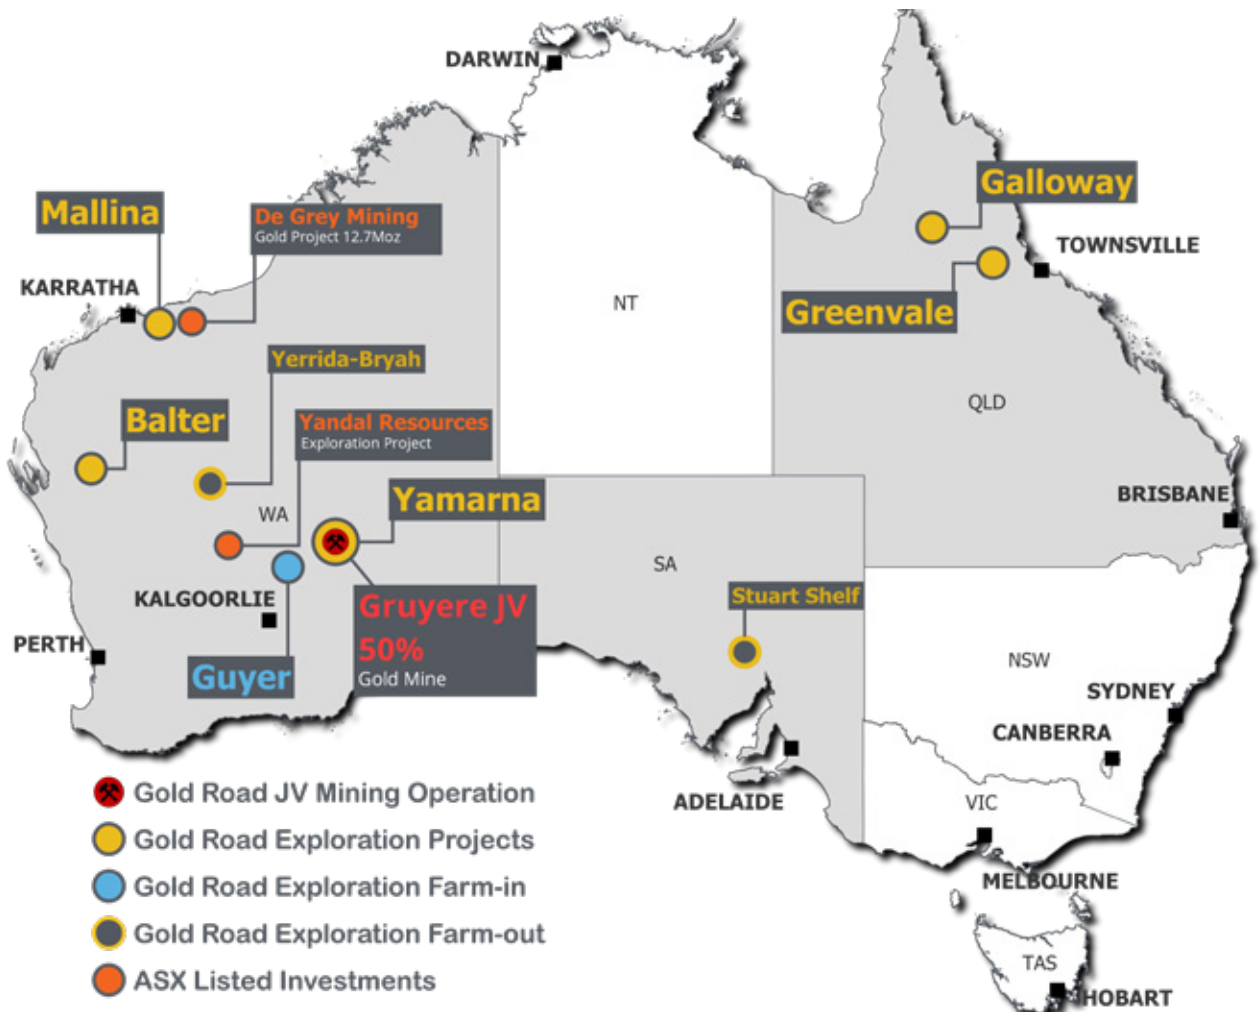 DARWIN
Galloway
Mallina
De Grey Mining
Gold Project 12.7Moz
TOWNSVILLE
KARRATHA
NT
Greenvale
Yerrida-Bryah
QLD
Balter
Yandal Resources
Exploration Project
Yamarna
BRISBANE
WA
SA
KALGOORLIE
Stuart Shelf
Gruyere JV
50%
Gold Mine
PERTH
Guyer
NSW
SYDNEY
CANBERRA
ADELAIDE
VIC
MELBOURNE
TAS
HOBART
Gold Road JV Mining Operation
Gold Road Exploration Projects
Gold Road Exploration Farm-in
Gold Road Exploration Farm-out
ASX Listed Investments